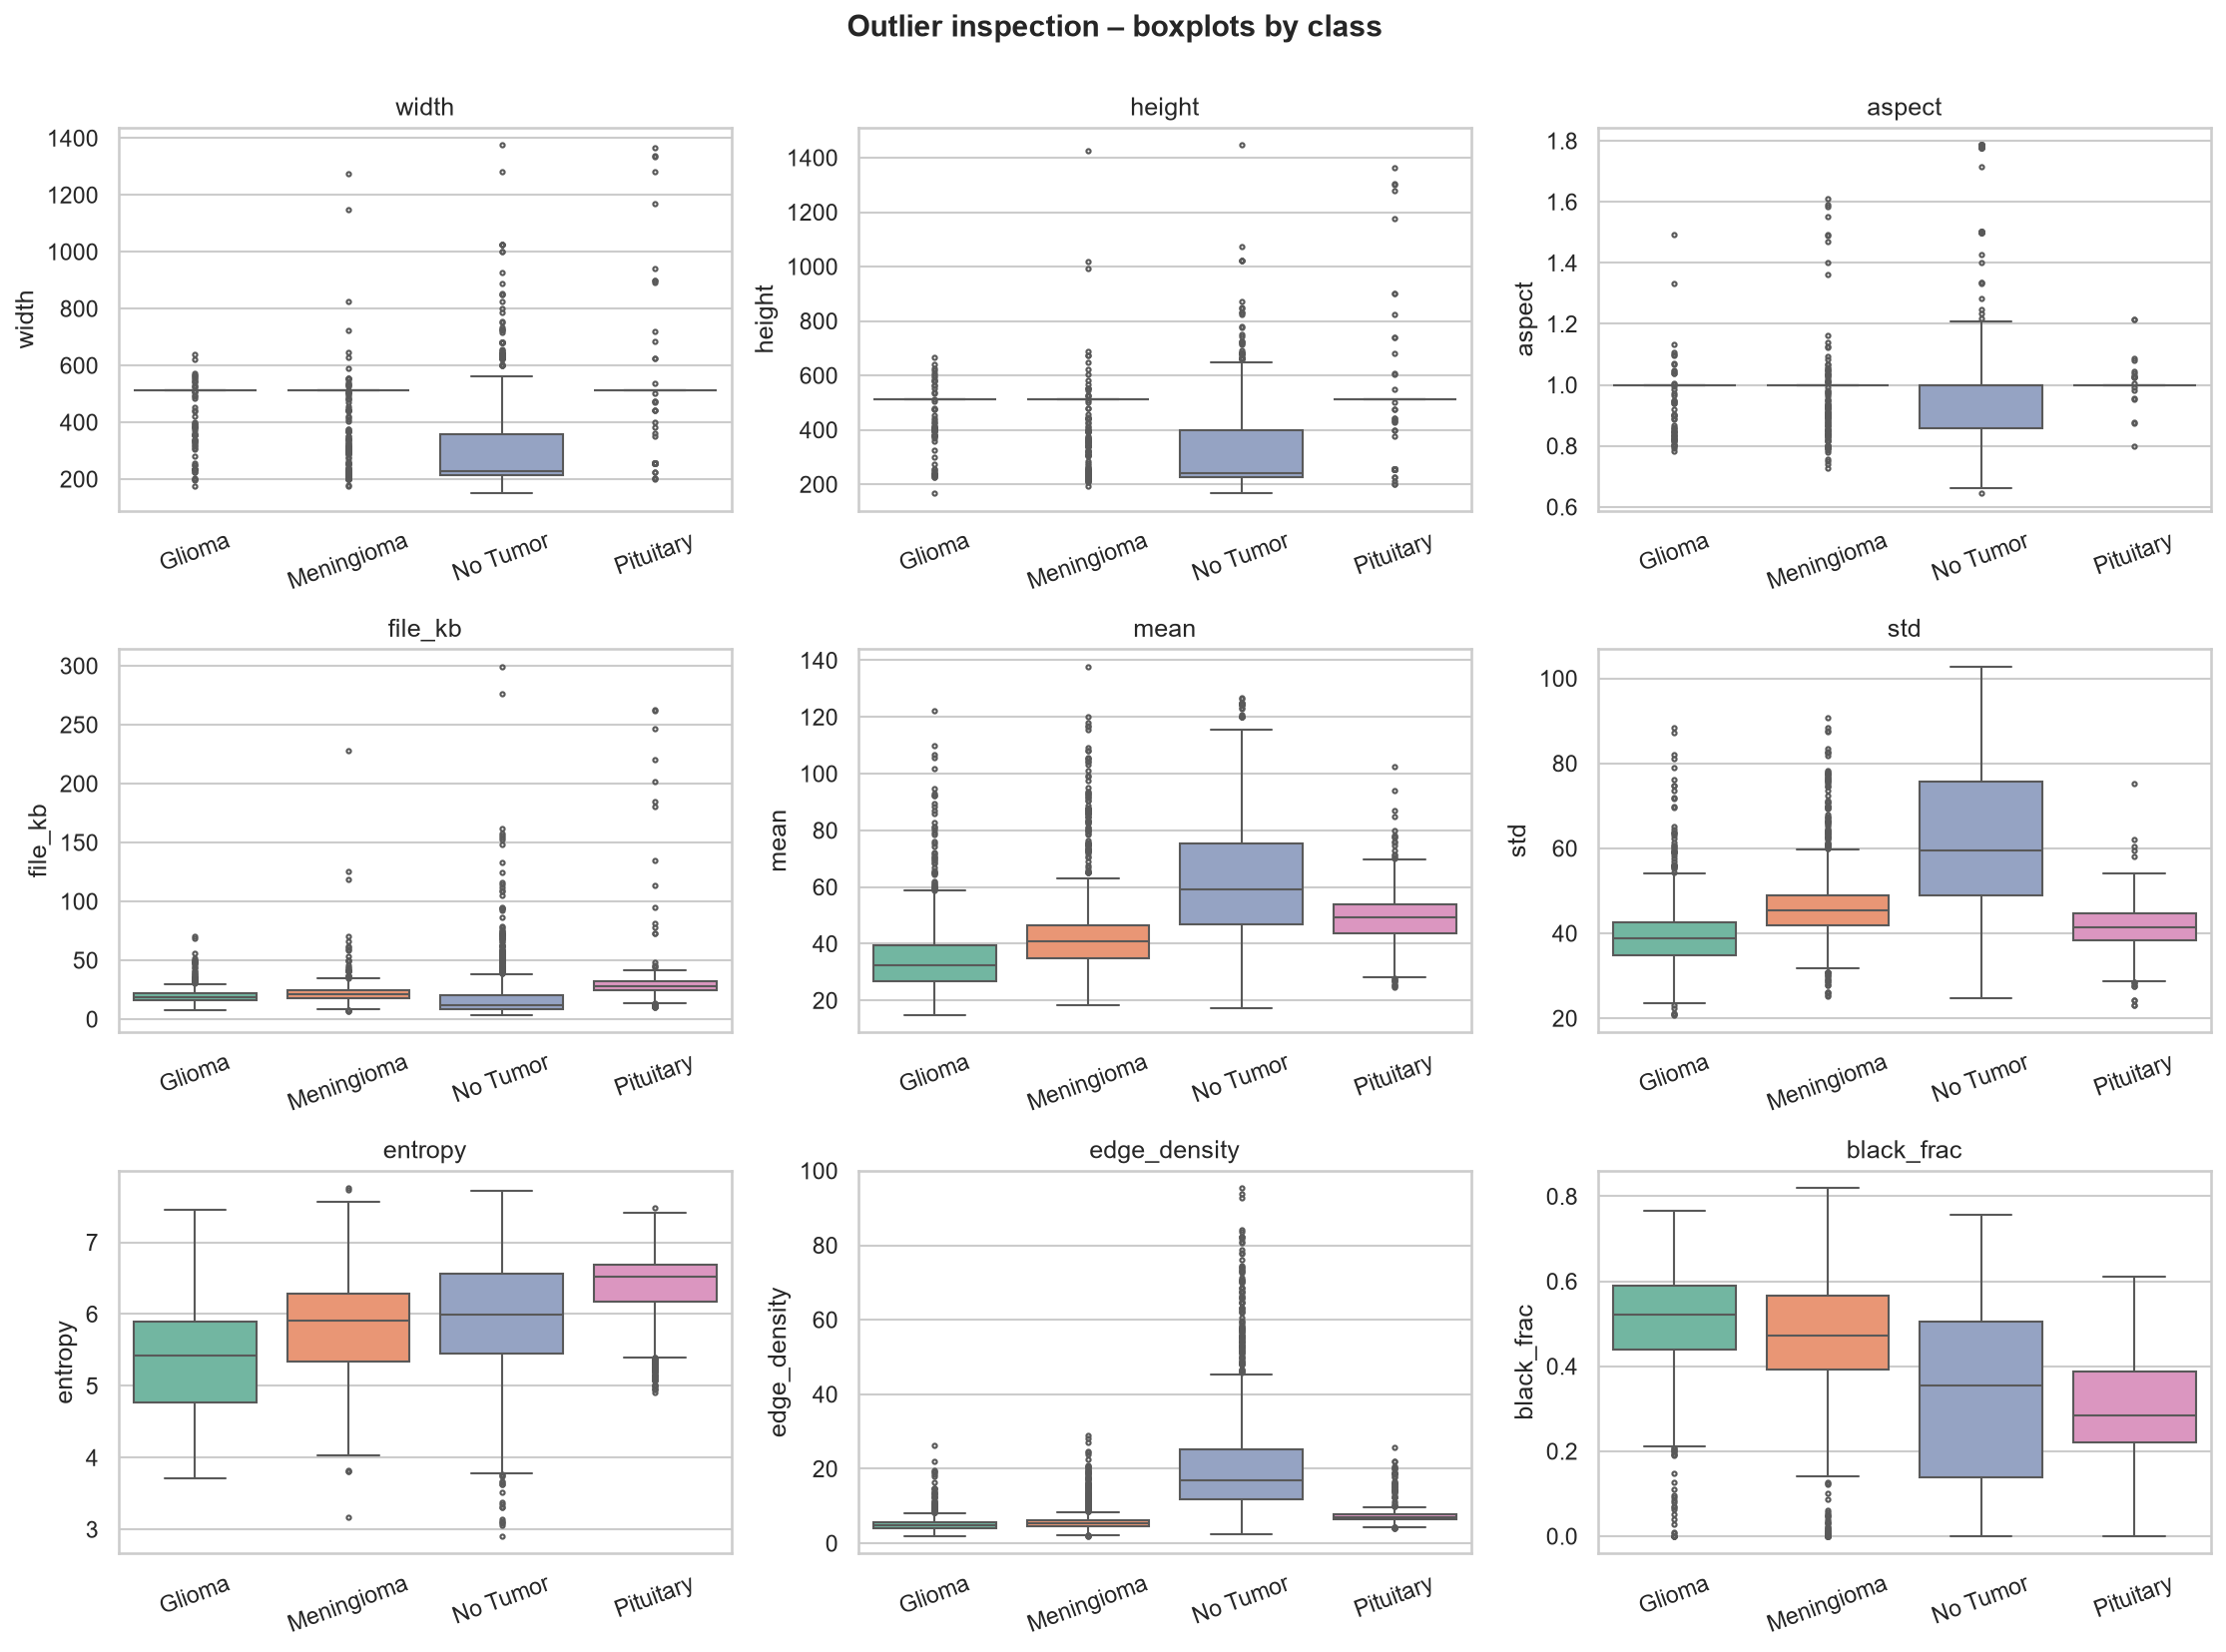 Outlier inspection – boxplots by class
width
height
aspect
width
1400
1200
1000
800
600
400
200
Glioma
Meningioma
No Tumor
Pituitary
height
1400
1200
1000
800
600
400
200
Glioma
Meningioma
No Tumor
Pituitary
aspect
1.8
1.6
1.4
1.2
1.0
0.8
0.6
Glioma
Meningioma
No Tumor
Pituitary
file_kb
mean
std
file_kb
300
250
200
150
100
50
0
Glioma
Meningioma
No Tumor
Pituitary
mean
140
120
100
80
60
40
20
Glioma
Meningioma
No Tumor
Pituitary
std
100
80
60
40
20
Glioma
Meningioma
No Tumor
Pituitary
entropy
edge_density
black_frac
entropy
7
6
5
4
3
Glioma
Meningioma
No Tumor
Pituitary
edge_density
100
80
60
40
20
0
Glioma
Meningioma
No Tumor
Pituitary
black_frac
0.8
0.6
0.4
0.2
0.0
Glioma
Meningioma
No Tumor
Pituitary